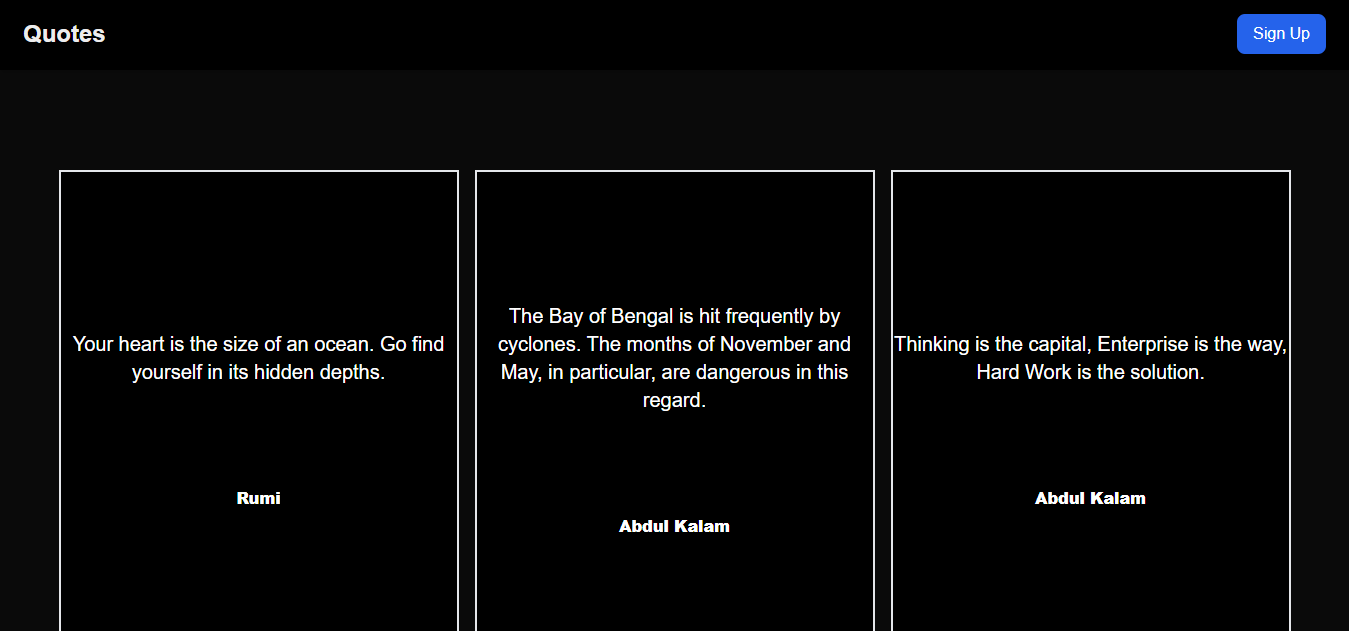 Quotes
Sign Up
Your heart is the size of an ocean. Go find
yourself in its hidden depths.
Rumi
The Bay of Bengal is hit frequently by
cyclones. The months of November and
May, in particular, are dangerous in this
regard.
Abdul Kalam
Thinking is the capital, Enterprise is the way,
Hard Work is the solution.
Abdul Kalam